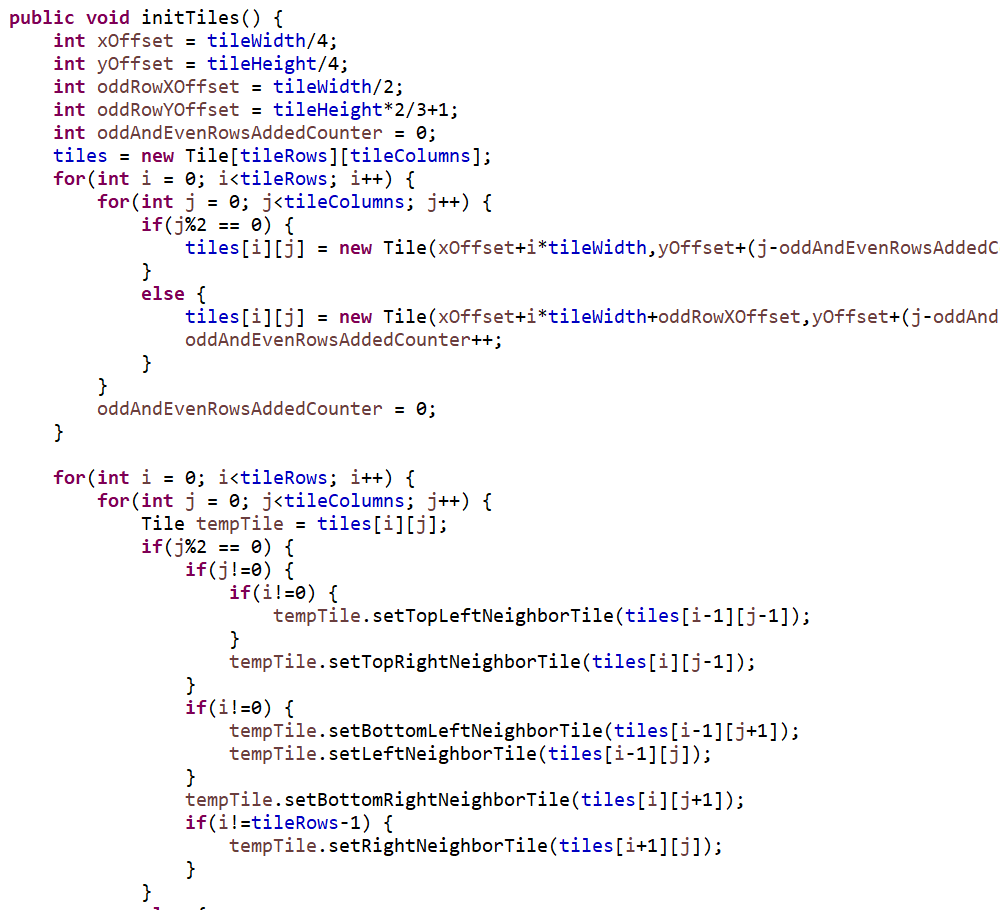 public void initTiles() {
    int xOffset = tileWidth/4;
    int yOffset = tileHeight/4;
    int oddRowXOffset = tileWidth/2;
    int oddRowYOffset = tileHeight*2/3+1;
    int oddAndEvenRowsAddedCounter = 0;
    tiles = new Tile[tileRows][tileColumns];
    for(int i = 0; i<tileRows; i++) {
        for(int j = 0; j<tileColumns; j++) {
            if(j%2 == 0) {
                tiles[i][j] = new Tile(xOffset+i*tileWidth,yOffset+(j-oddAndEvenRowsAddedC
            }
            else {
                tiles[i][j] = new Tile(xOffset+i*tileWidth+oddRowXOffset,yOffset+(j-oddAnd
                oddAndEvenRowsAddedCounter++;
            }
        }
        oddAndEvenRowsAddedCounter = 0;
    }

    for(int i = 0; i<tileRows; i++) {
        for(int j = 0; j<tileColumns; j++) {
            Tile tempTile = tiles[i][j];
            if(j%2 == 0) {
                if(j!=0) {
                    if(i!=0) {
                        tempTile.setTopLeftNeighborTile(tiles[i-1][j-1]);
                    }
                    tempTile.setTopRightNeighborTile(tiles[i][j-1]);
                }
                if(i!=0) {
                    tempTile.setBottomLeftNeighborTile(tiles[i-1][j+1]);
                    tempTile.setLeftNeighborTile(tiles[i-1][j]);
                }
                tempTile.setBottomRightNeighborTile(tiles[i][j+1]);
                if(i!=tileRows-1) {
                    tempTile.setRightNeighborTile(tiles[i+1][j]);
                }
            }